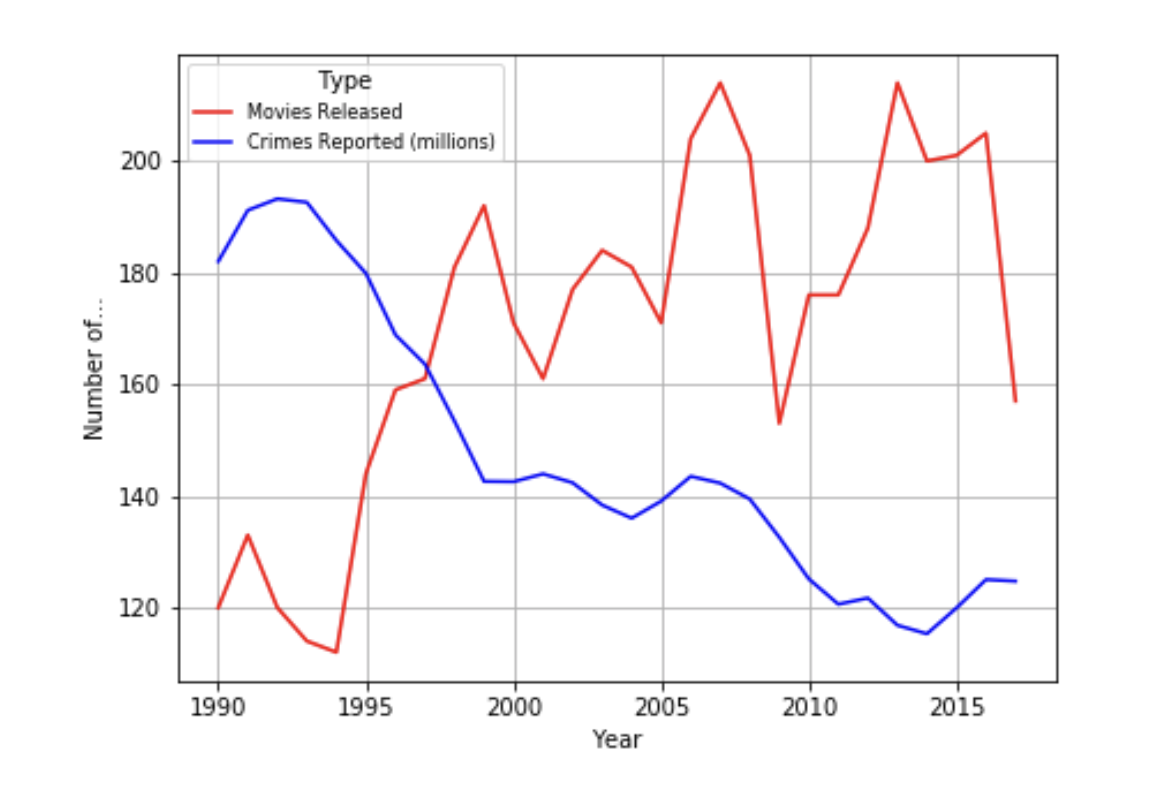 Type
Movies Released
Crimes Reported (millions)
200
180
160
140
120
Number of...
1990 1995 2000 2005 2010 2015
Year